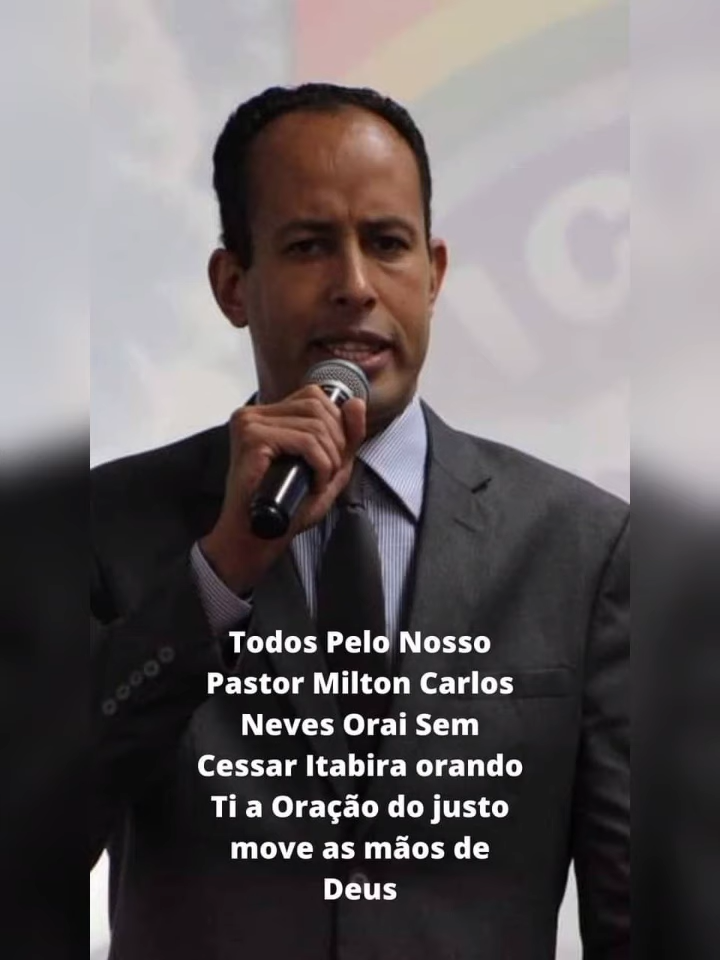 Todos Pelo Nosso
Pastor Milton Carlos
Neves Orai Sem
Cessar Itabira orando
Ti a Oração do justo
move as mãos de
Deus